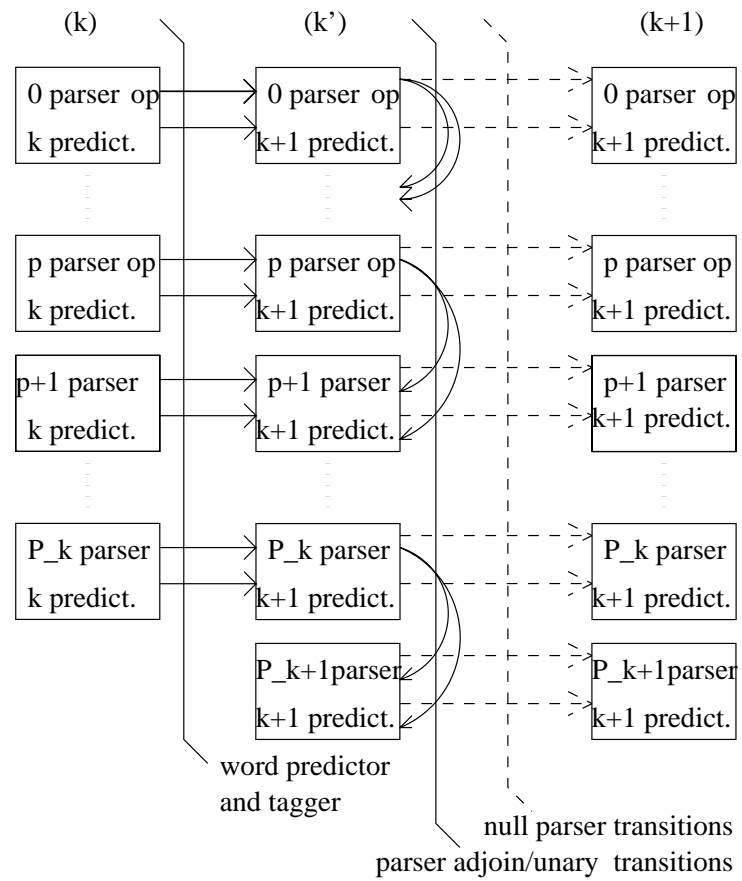 (k) (k') (k+1)
0 parser op 0 parser op 0 parser op
k predict. k+1 predict. k+1 predict.
p parser op p parser op p parser op
k predict. k+1 predict. k+1 predict.
p+1 parser p+1 parser p+1 parser
k predict. k+1 predict. k+1 predict.
P_k parser P_k parser P_k parser
k predict. k+1 predict. k+1 predict.
P_k+1parser P_k+1parser
k+1 predict. k+1 predict.
word predictor
and tagger
null parser transitions
parser adjoin/unary transitions